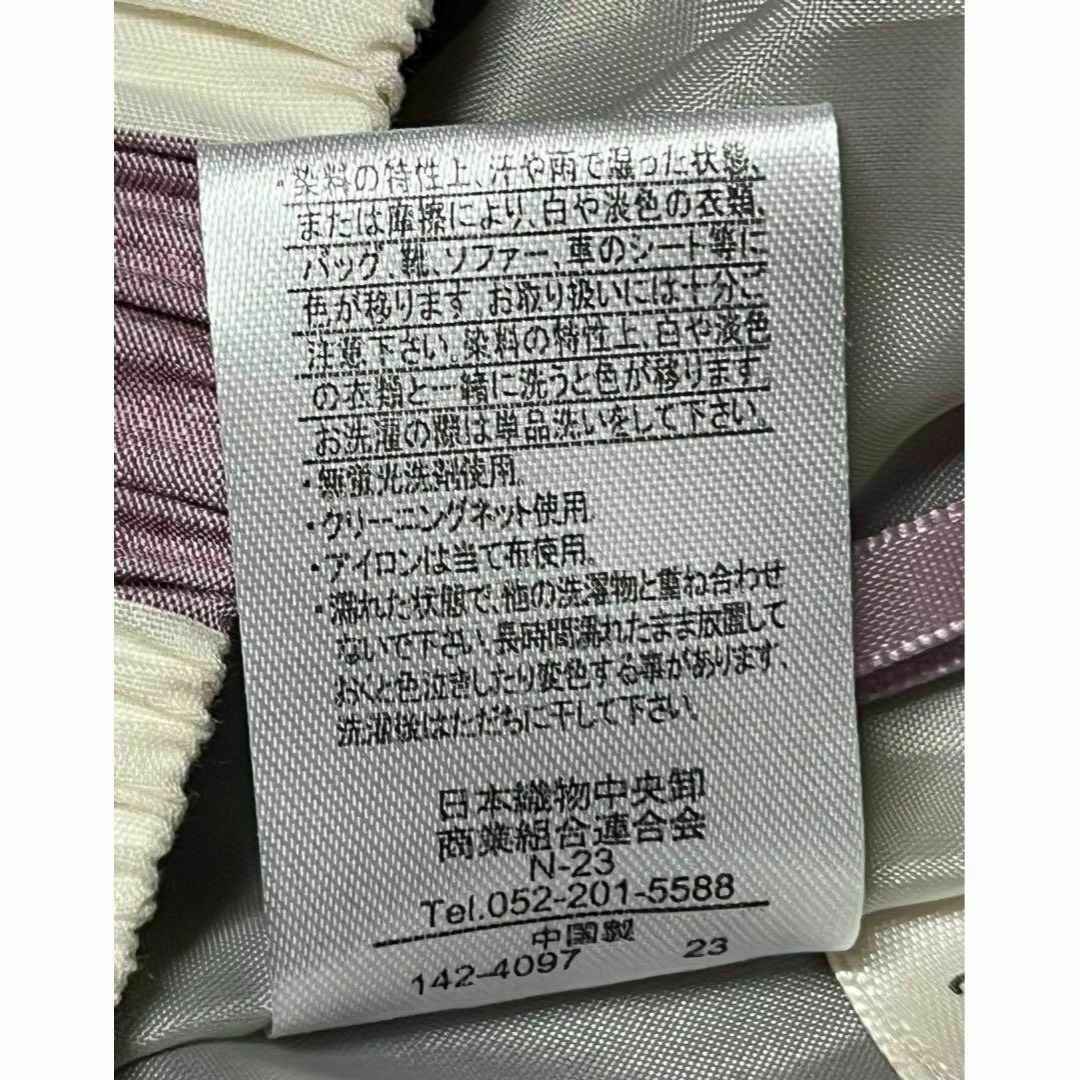 ・染料の特性上、汗や雨で湿った状態、
または摩擦により、白や淡色の衣類、
バッグ、靴、ソファー、車のシート等に
色が移ります。お取り扱いには十分ご
注意下さい。染料の特性上、白や淡色
の衣類と一緒に洗うと色が移ります。
お洗濯の際は単品洗いをして下さい。
・無蛍光洗剤使用。
・クリーニングネット使用。
・アイロンは当て布使用。
・濡れた状態で、他の洗濯物と重ね合わせ
ないで下さい。長時間濡れたまま放置して
おくと色泣きしたり変色する事があります、
洗濯後はただちに干して下さい。
日本織物中央卸
商業組合連合会
N-23
Tel.052-201-5588
中国製
142-4097 23